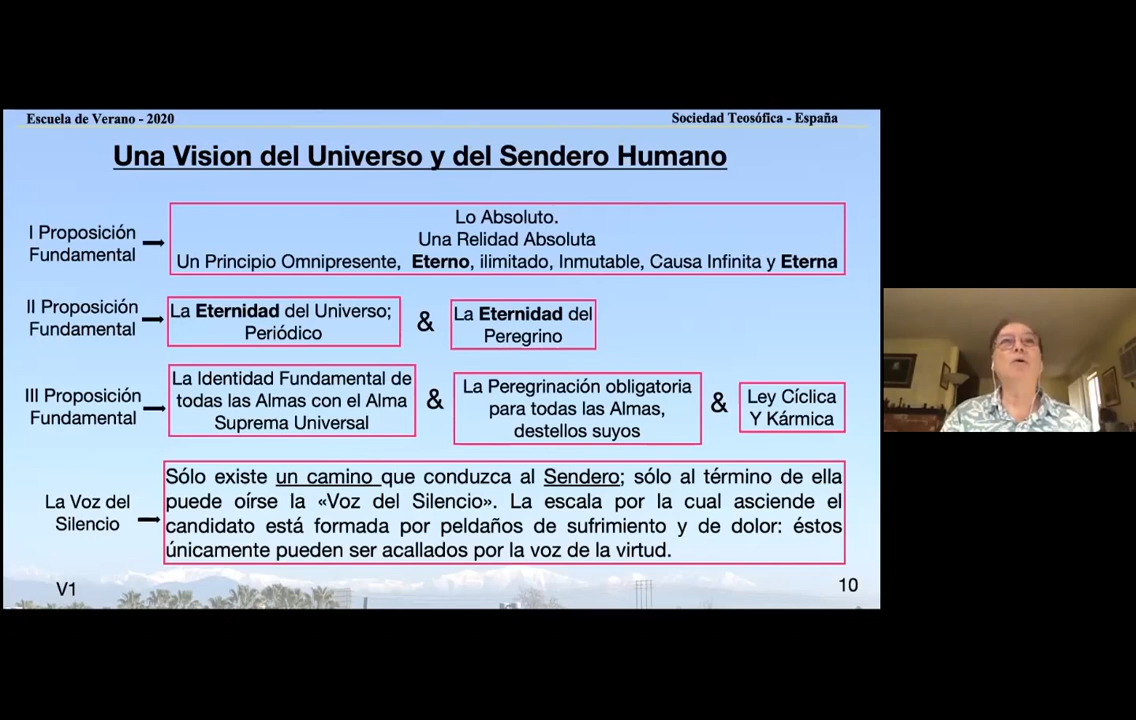 Escuela de Verano - 2020
Sociedad Teosófica - España
Una Vision del Universo y del Sendero Humano
I Proposición
Fundamental
Lo Absoluto.
Una Relidad Absoluta
Un Principio Omnipresente, Eterno, ilimitado, Inmutable, Causa Infinita y Eterna
II Proposición
Fundamental
La Eternidad del Universo;
Periódico
&
La Eternidad del
Peregrino
III Proposición
Fundamental
La Identidad Fundamental de
todas las Almas con el Alma
Suprema Universal
&
La Peregrinación obligatoria
para todas las Almas,
destellos suyos
&
Ley Cíclica
Y Kármica
La Voz del
Silencio
Sólo existe un camino que conduzca al Sendero; sólo al término de ella
puede oírse la «Voz del Silencio». La escala por la cual asciende el
candidato está formada por peldaños de sufrimiento y de dolor: éstos
únicamente pueden ser acallados por la voz de la virtud.
V1
10